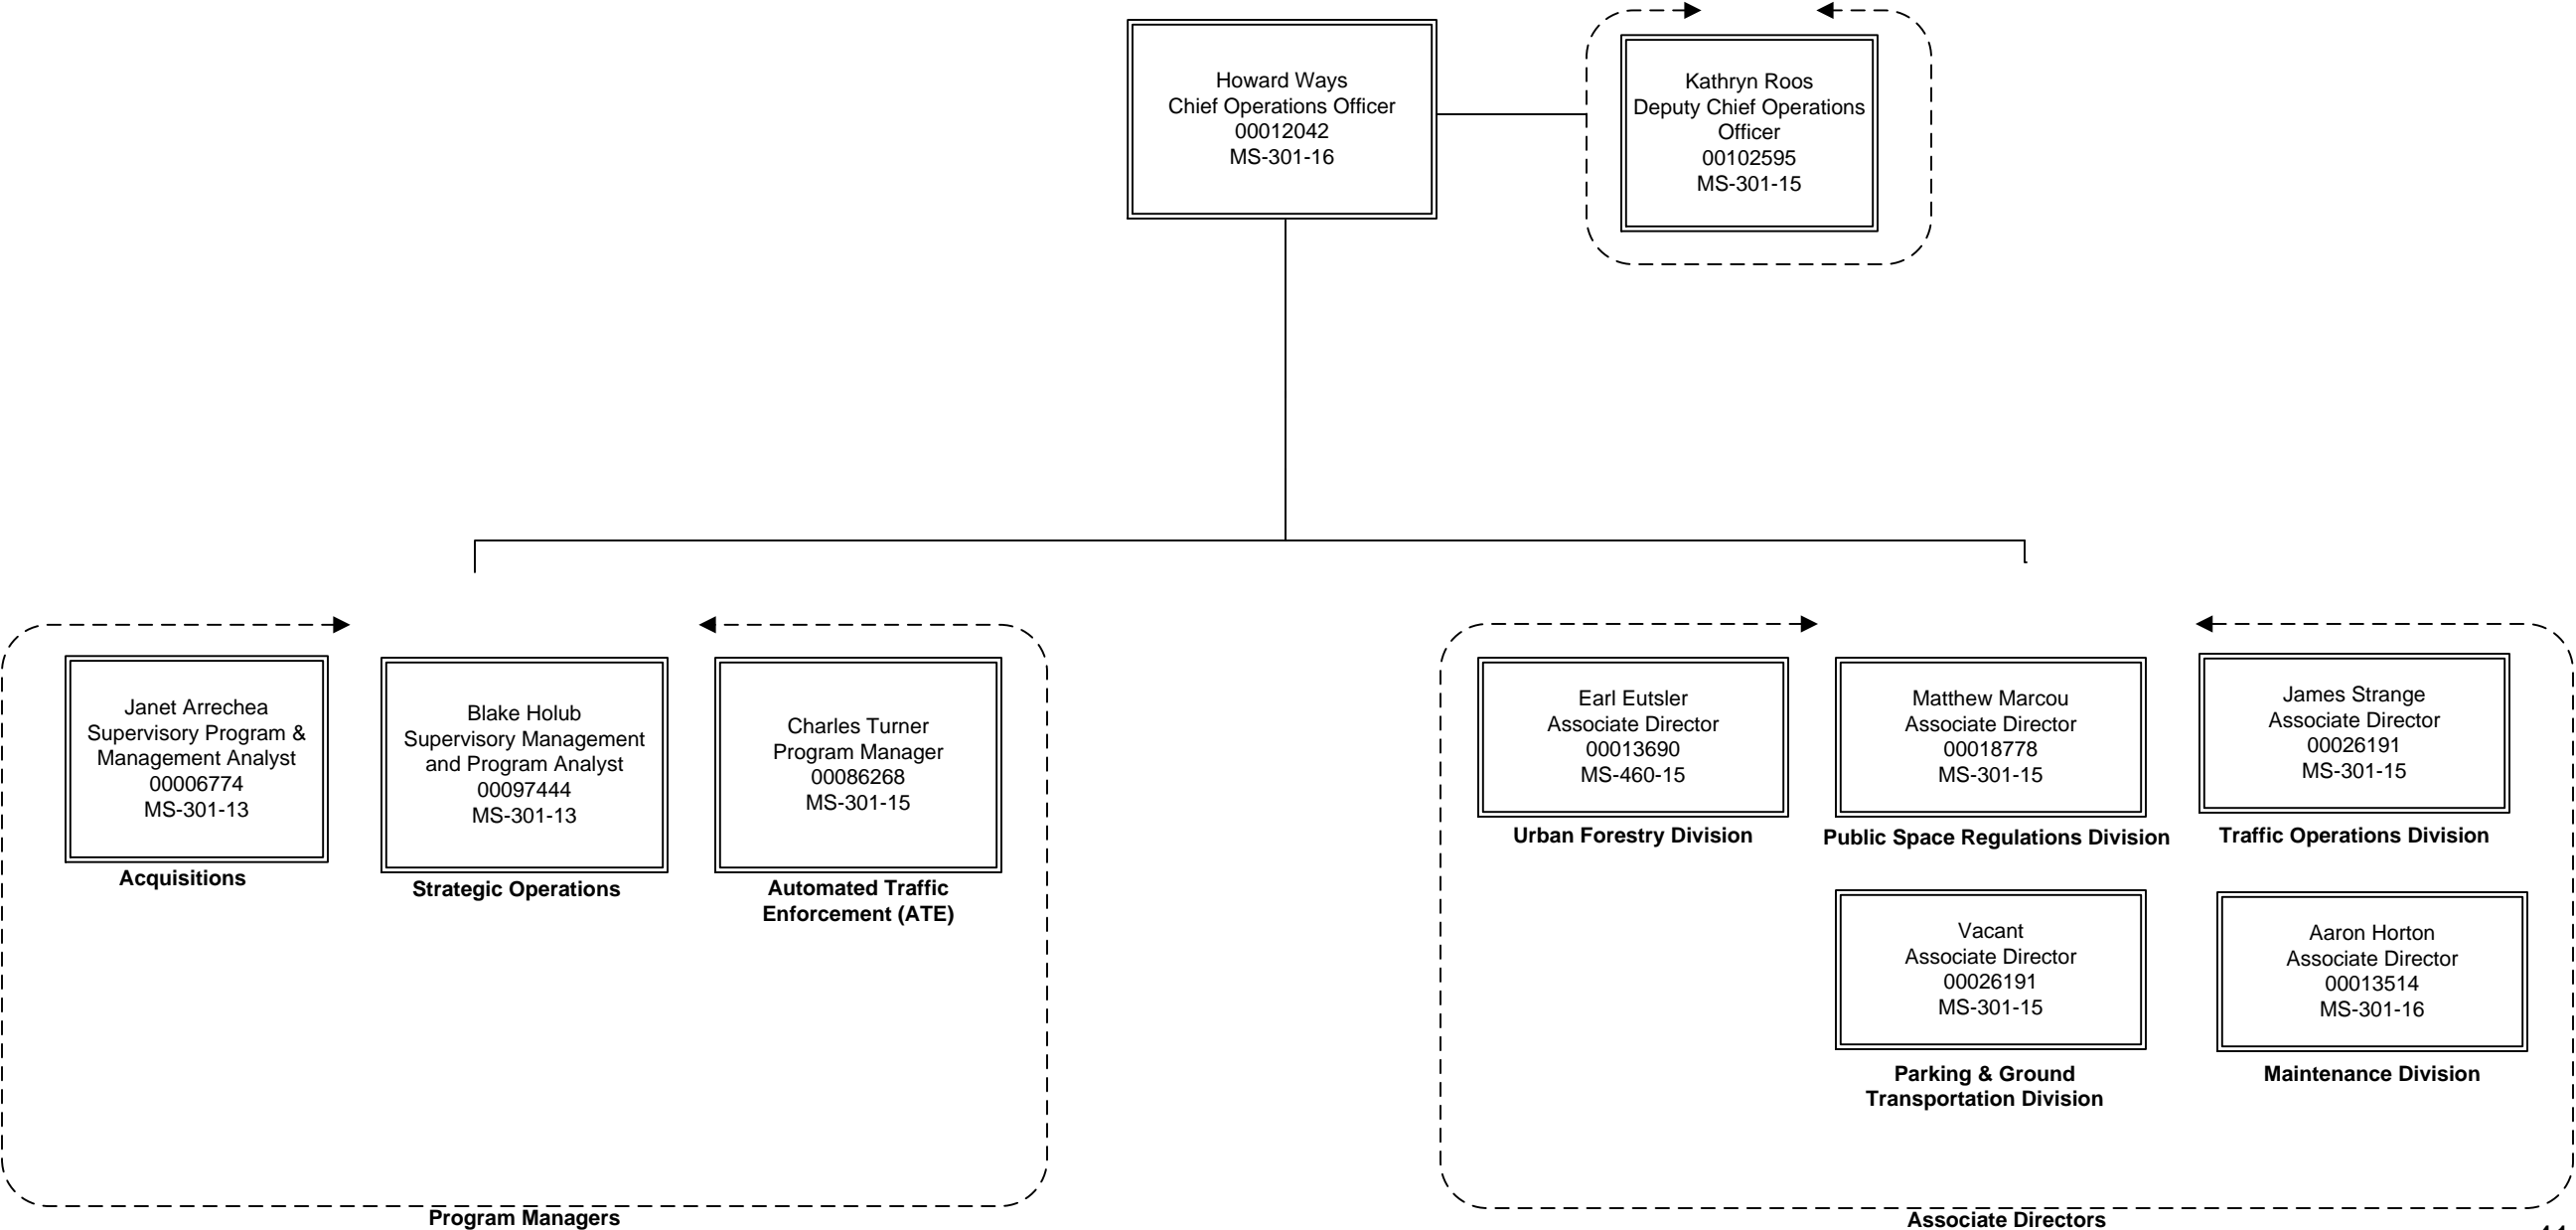 Howard Ways
Chief Operations Officer
00012042
MS-301-16
Kathryn Roos
Deputy Chief Operations
Officer
00102595
MS-301-15
Janet Arrechea
Supervisory Program &
Management Analyst
00006774
MS-301-13
Acquisitions
Blake Holub
Supervisory Management
and Program Analyst
00097444
MS-301-13
Strategic Operations
Charles Turner
Program Manager
00086268
MS-301-15
Automated Traffic
Enforcement (ATE)
Program Managers
Earl Eutsler
Associate Director
00013690
MS-460-15
Urban Forestry Division
Matthew Marcou
Associate Director
00018778
MS-301-15
Public Space Regulations Division
James Strange
Associate Director
00026191
MS-301-15
Traffic Operations Division
Vacant
Associate Director
00026191
MS-301-15
Parking & Ground
Transportation Division
Aaron Horton
Associate Director
00013514
MS-301-16
Maintenance Division
Associate Directors